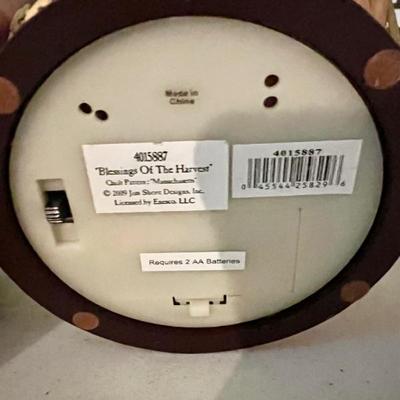 Made in
China
4015887
"Blessings Of The Harvest"
Quilt Pattern: "Massachusetts"
© 2009 Jim Shore Designs, Inc.
Licensed by Enesco, LLC
4015887
0 45544 25829 6
Requires 2 AA Batteries